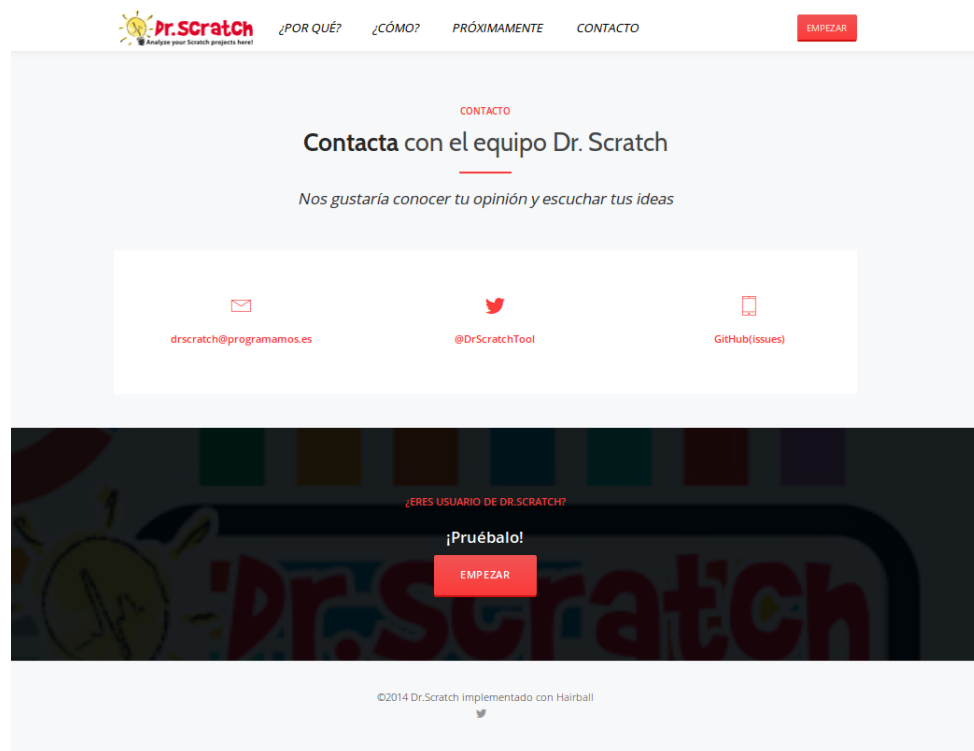 Dr.Scratch
Analyze your Scratch projects here!
¿POR QUÉ? ¿CÓMO? PRÓXIMAMENTE CONTACTO EMPEZAR
CONTACTO
Contacta con el equipo Dr. Scratch
Nos gustaría conocer tu opinión y escuchar tus ideas
drscratch@programamos.es @DrScratchTool GitHub(issues)
¿ERES USUARIO DE DR.SCRATCH?
¡Pruébalo!
EMPEZAR
Dr.Scratch
©2014 Dr.Scratch implementado con Hairball